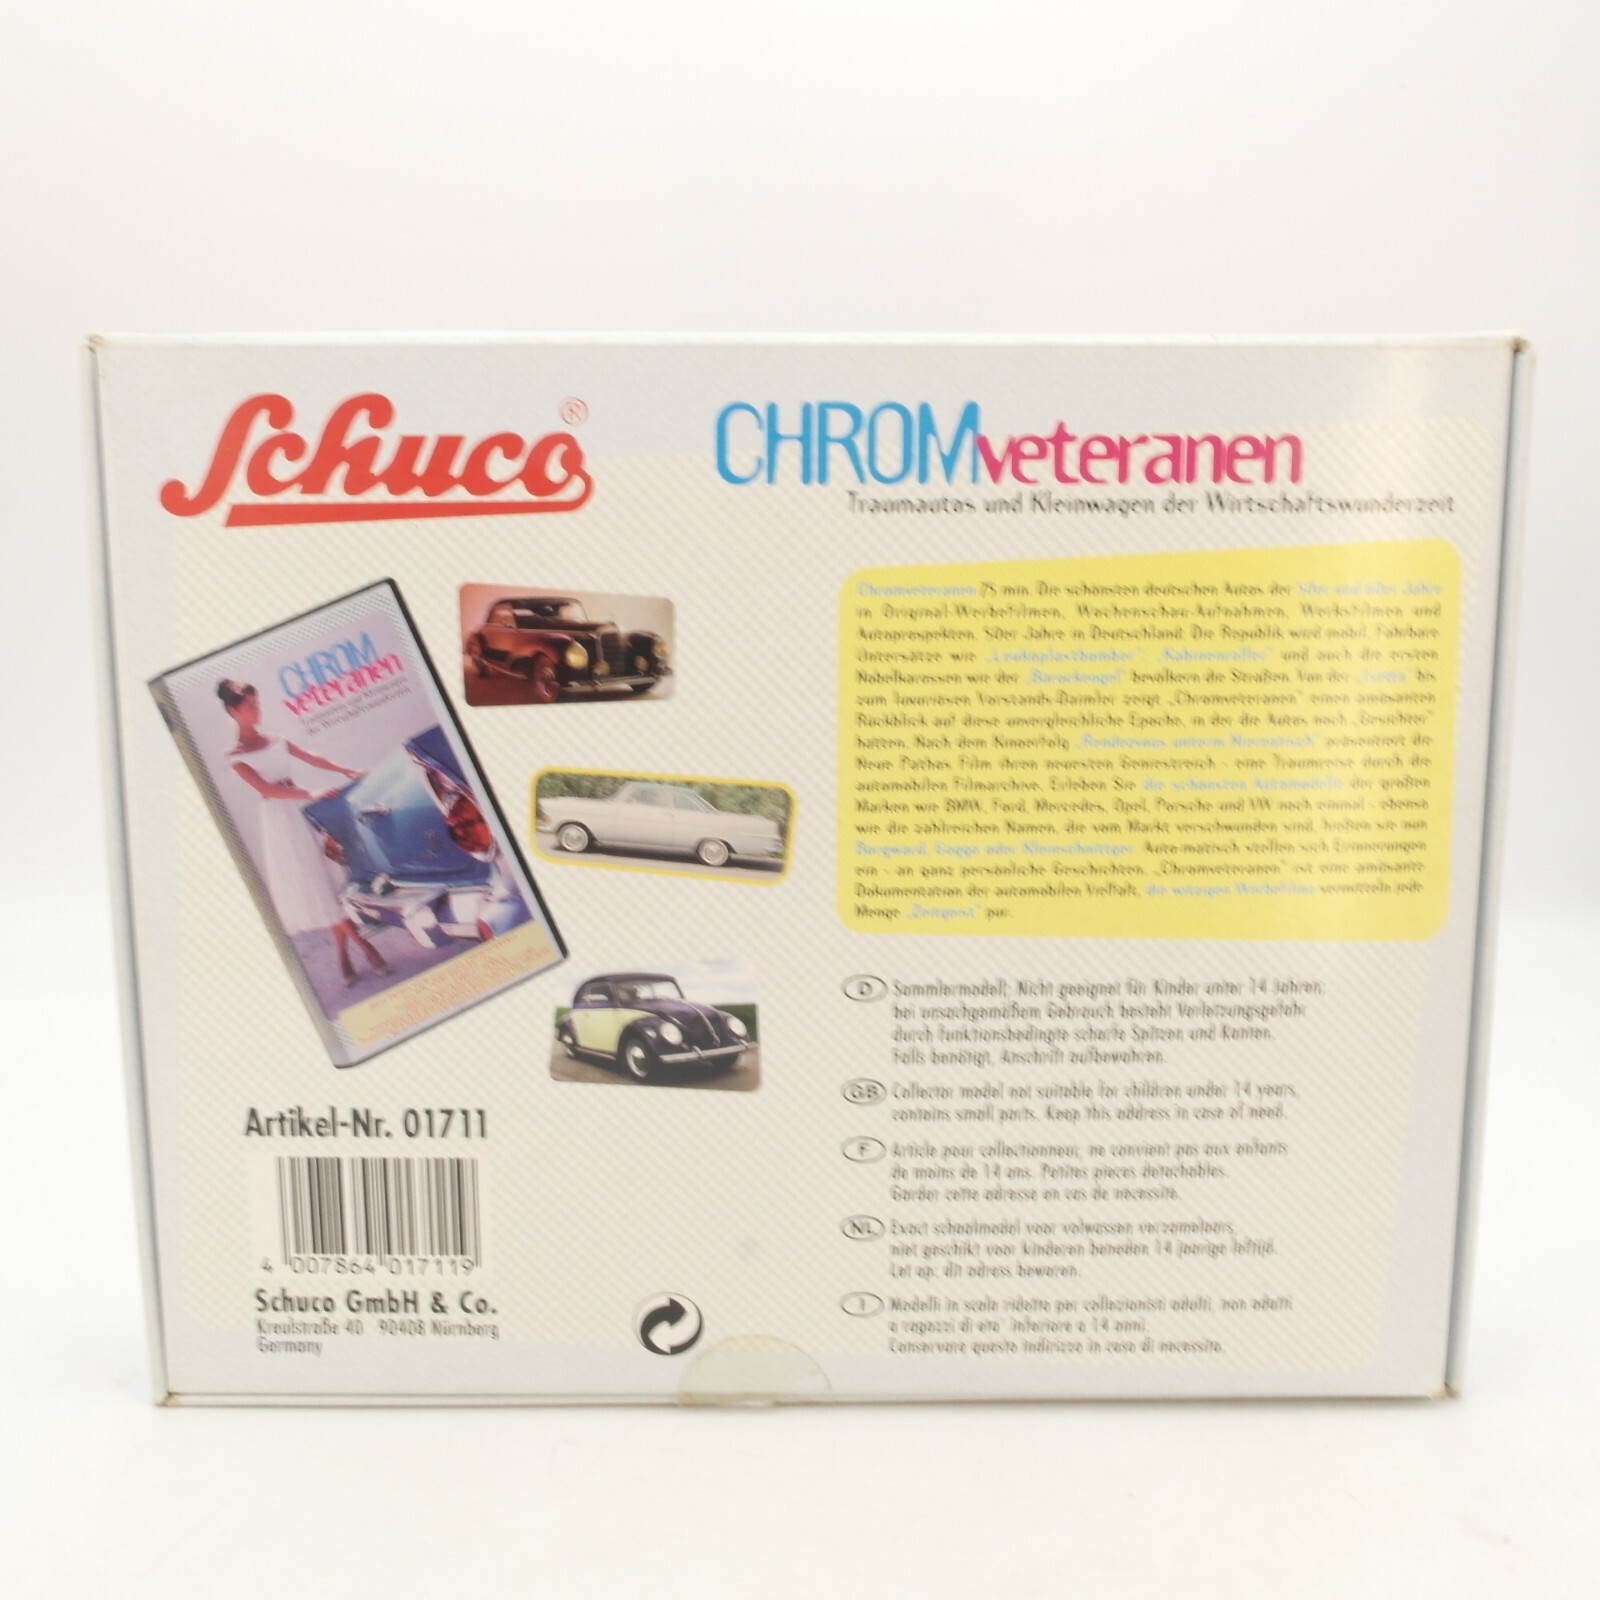 Schuco®
CHROMveteranen
Traumautos und Kleinwagen der Wirtschaftswunderzeit
CHROM
veteranen
Traumautos und Kleinwagen
der Wirtschaftswunderzeit
Chromveteranen 75 min. Die schönsten deutschen Autos der 50er und 60er Jahre
in Original-Werbefilmen, Wochenschau-Aufnahmen, Werksfilmen und
Autoprospekten. 50er Jahre in Deutschland: Die Republik wird mobil. Fahrbare
Untersätze wie „Leukoplastbomber“, „Kabinenroller“ und auch die ersten
Nobelkarossen wie der „Barockengel“ bevölkern die Straßen. Von der „Isetta“ bis
zum luxuriösen Vorstands-Daimler zeigt „Chromveteranen“ einen amüsanten
Rückblick auf diese unvergleichliche Epoche, in der die Autos noch „Gesichter“
hatten. Nach dem Kinoerfolg „Rendezvous unterm Nierentisch“ präsentiert die
Neue Pathos Film ihren neuesten Geniestreich - eine Traumreise durch die
automobilen Filmarchive. Erleben Sie die schönsten Automodelle der großen
Marken wie BMW, Ford, Mercedes, Opel, Porsche und VW noch einmal - ebenso
wie die zahlreichen Namen, die vom Markt verschwunden sind, hießen sie nun
Borgward, Goggo oder Kleinschnittger. Auto-matisch stellen sich Erinnerungen
ein - an ganz persönliche Geschichten. „Chromveteranen“ ist eine amüsante
Dokumentation der automobilen Vielfalt, die witzigen Werbefilme vermitteln jede
Menge „Zeitgeist“ pur.
D Sammlermodell; Nicht geeignet für Kinder unter 14 Jahren;
bei unsachgemäßem Gebrauch besteht Verletzungsgefahr
durch funktionsbedingte scharfe Spitzen und Kanten.
Falls benötigt, Anschrift aufbewahren.
GB Collector model not suitable for children under 14 years,
contains small parts. Keep this address in case of need.
F Article pour collectionneur, ne convient pas aux enfants
de moins de 14 ans. Petites pieces detachables.
Garder cette adresse en cas de necessite.
NL Exact schaalmodel voor volwassen verzamelaars,
niet geschikt voor kinderen beneden 14 jaarige leftijd.
Let op: dit adress bewaren.
I Modelli in scala ridotta per collezionisti adulti, non adatti
a ragazzi di eta' inferiore a 14 anni.
Conservare questo indirizzo in caso di necessita.
Artikel-Nr. 01711
4 007864 017119
Schuco GmbH & Co.
Kreulstraße 40 90408 Nürnberg
Germany